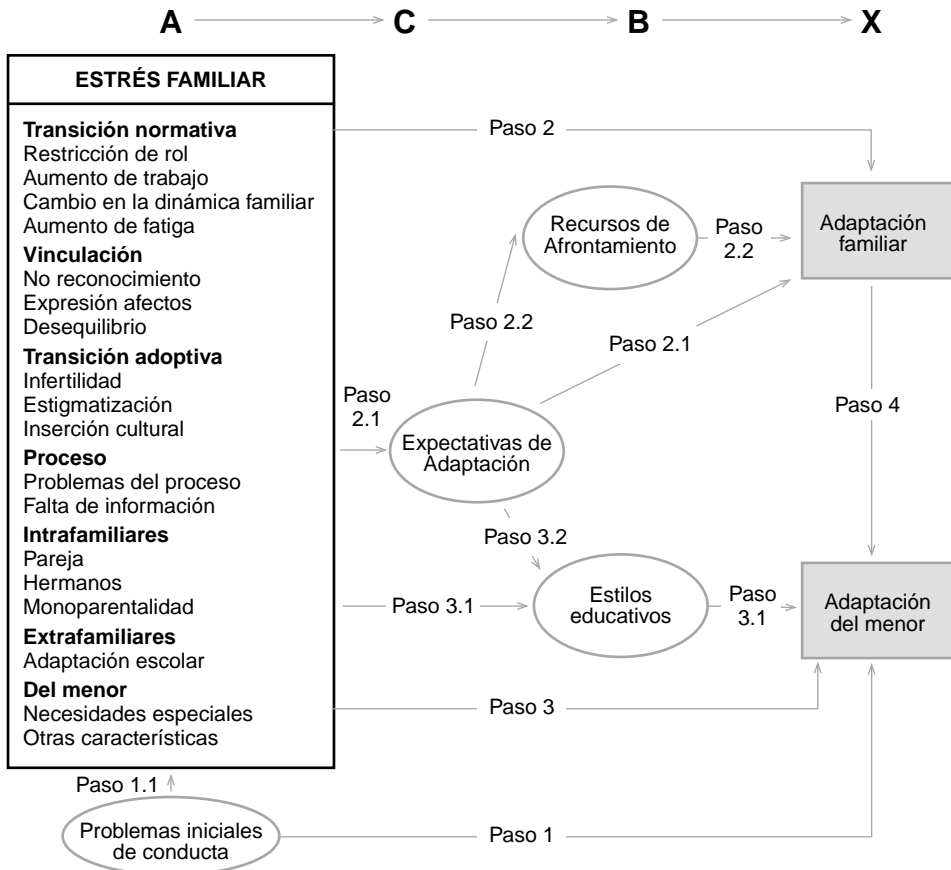 A
C
B
X
ESTRÉS FAMILIAR
Transición normativa
Restricción de rol
Aumento de trabajo
Cambio en la dinámica familiar
Aumento de fatiga
Vinculación
No reconocimiento
Expresión afectos
Desequilibrio
Transición adoptiva
Infertilidad
Estigmatización
Inserción cultural
Proceso
Problemas del proceso
Falta de información
Intrafamiliares
Pareja
Hermanos
Monoparentalidad
Extrafamiliares
Adaptación escolar
Del menor
Necesidades especiales
Otras características
Paso 2
Recursos de
Afrontamiento
Paso
2.2
Adaptación
familiar
Paso 2.2
Paso 2.1
Paso
2.1
Expectativas de
Adaptación
Paso 4
Paso 3.2
Paso 3.1
Estilos
educativos
Paso
3.1
Adaptación
del menor
Paso 3
Paso 1.1
Problemas iniciales
de conducta
Paso 1